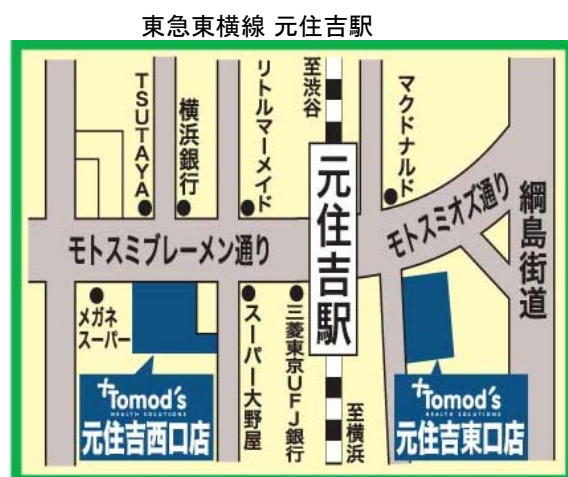 東急東横線 元住吉駅
TSUTAYA
横浜銀行
リトルマーメイド
至渋谷
マクドナルド
元住吉駅
モトスミオズ通り
綱島街道
モトスミブレーメン通り
メガネ
スーパー
スーパー大野屋
三菱東京UFJ銀行
至横浜
Tomod's
HEALTH SOLUTIONS
元住吉西口店
Tomod's
HEALTH SOLUTIONS
元住吉東口店